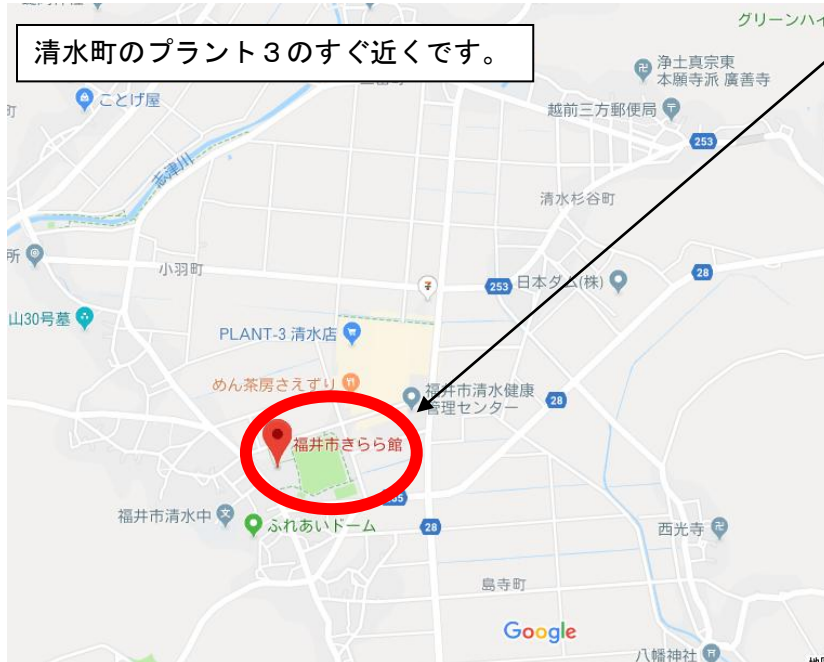 グリーンハイ
清水町のプラント３のすぐ近くです。
浄土真宗東
本願寺派 廣善寺
ことげ屋
越前三方郵便局
町
253
志津川
清水杉谷町
所
小羽町
253
日本ダム(株)
28
山30号墓
PLANT-3 清水店
めん茶房さえずり
福井市清水健康
管理センター
28
福井市きらら館
福井市清水中
ふれあいドーム
28
西光寺
島寺町
Google
八幡神社